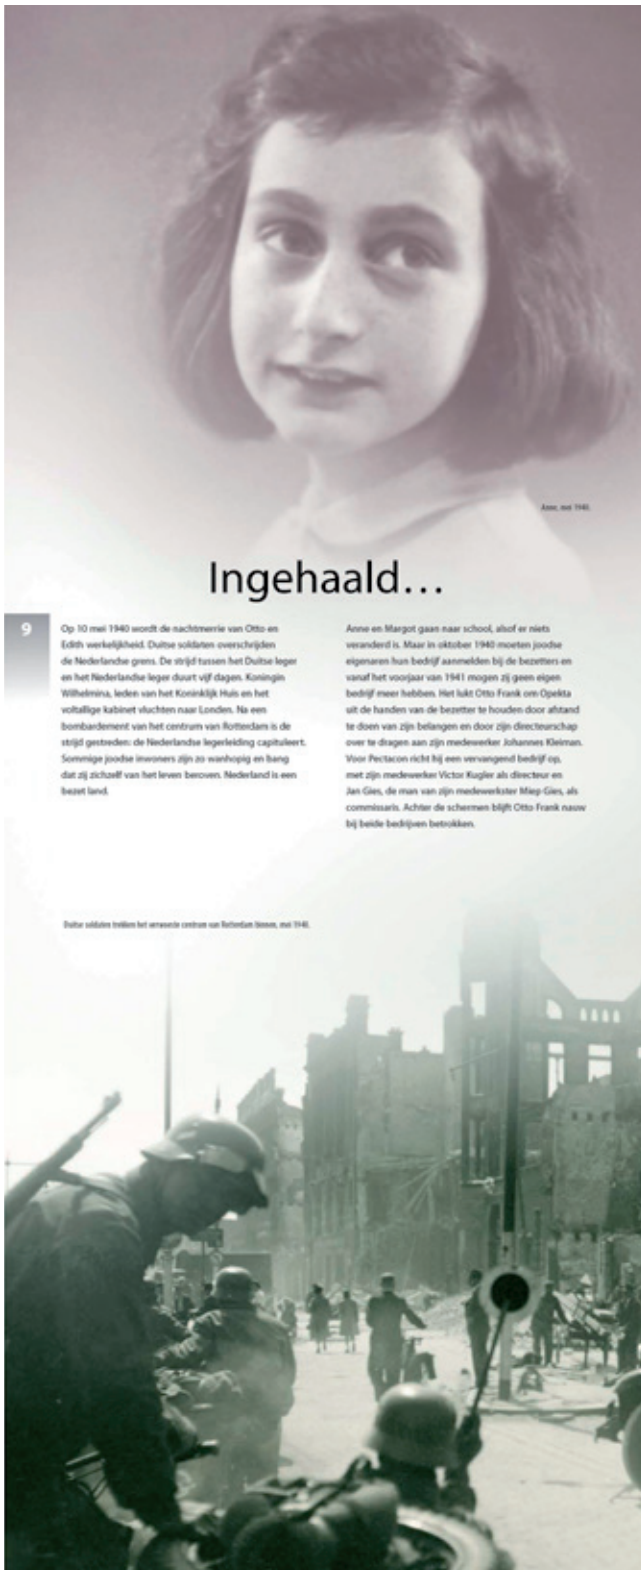 Anne, mei 1940.
Ingehaald...
9
Op 10 mei 1940 wordt de nachtmerrie van Otto en
Edith werkelijkheid. Duitse soldaten overschrijden
de Nederlandse grens. De strijd tussen het Duitse leger
en het Nederlandse leger duurt vijf dagen. Koningin
Wilhelmina, leden van het Koninklijk Huis en het
voltallige kabinet vluchten naar Londen. Na een
bombardement van het centrum van Rotterdam is de
strijd gestreden: de Nederlandse legerleiding capituleert.
Sommige joodse inwoners zijn zo wanhopig en bang
dat zij zichzelf van het leven beroven. Nederland is een
bezet land.
Anne en Margot gaan naar school, alsof er niets
veranderd is. Maar in oktober 1940 moeten joodse
eigenaren hun bedrijf aanmelden bij de bezetters en
vanaf het voorjaar van 1941 mogen zij geen eigen
bedrijf meer hebben. Het lukt Otto Frank om Opekta
uit de handen van de bezetter te houden door afstand
te doen van zijn belangen en door zijn directeurschap
over te dragen aan zijn medewerker Johannes Kleiman.
Voor Pectacon richt hij een vervangend bedrijf op,
met zijn medewerker Victor Kugler als directeur en
Jan Gies, de man van zijn medewerkster Miep Gies, als
commissaris. Achter de schermen blijft Otto Frank nauw
bij beide bedrijven betrokken.
Duitse soldaten trekken het verwoeste centrum van Rotterdam binnen, mei 1940.